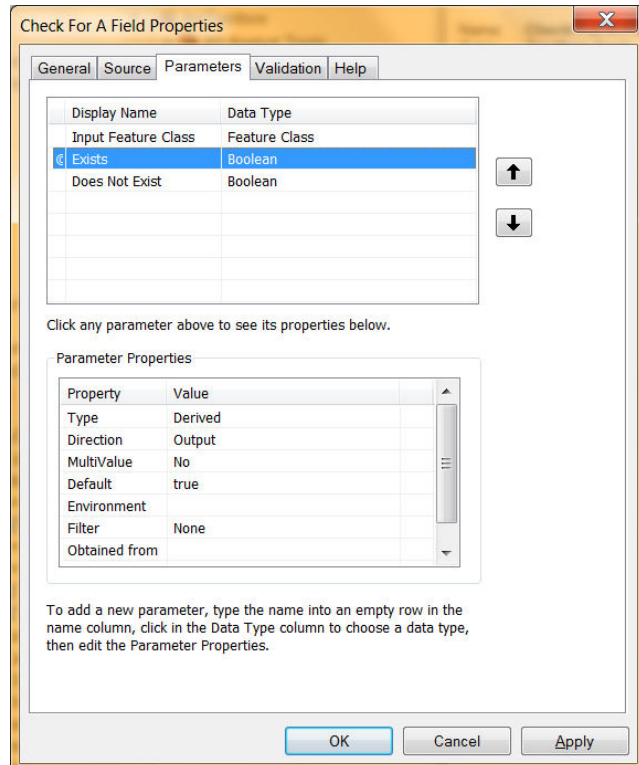 Check For A Field Properties
General Source Parameters Validation Help
Display Name Data Type
Input Feature Class Feature Class
Exists Boolean
Does Not Exist Boolean
Click any parameter above to see its properties below.
Parameter Properties
Property Value
Type Derived
Direction Output
MultiValue No
Default true
Environment
Filter None
Obtained from
To add a new parameter, type the name into an empty row in the
name column, click in the Data Type column to choose a data type,
then edit the Parameter Properties.
OK Cancel Apply